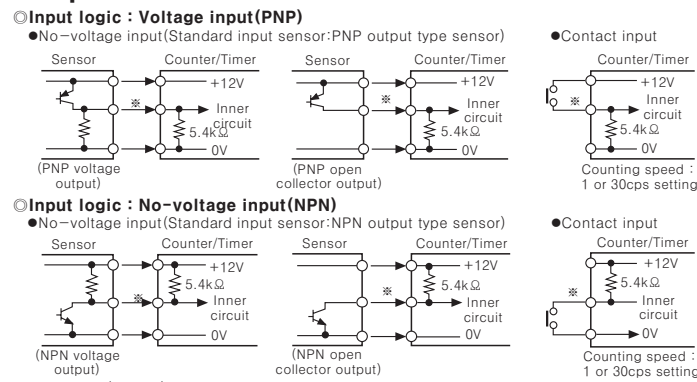 ◎Input logic : Voltage input(PNP)
●No-voltage input(Standard input sensor:PNP output type sensor)
●Contact input
Sensor
Counter/Timer
+12V
※
Inner
circuit
5.4kΩ
0V
(PNP voltage
output)
Sensor
Counter/Timer
+12V
※
Inner
circuit
5.4kΩ
0V
(PNP open
collector output)
Counter/Timer
+12V
※
Inner
circuit
5.4kΩ
0V
Counting speed :
1 or 30cps setting
◎Input logic : No-voltage input(NPN)
●No-voltage input(Standard input sensor:NPN output type sensor)
●Contact input
Sensor
Counter/Timer
+12V
5.4kΩ
※
Inner
circuit
0V
(NPN voltage
output)
Sensor
Counter/Timer
+12V
5.4kΩ
※
Inner
circuit
0V
(NPN open
collector output)
Counter/Timer
+12V
5.4kΩ
※
Inner
circuit
0V
Counting speed :
1 or 30cps setting